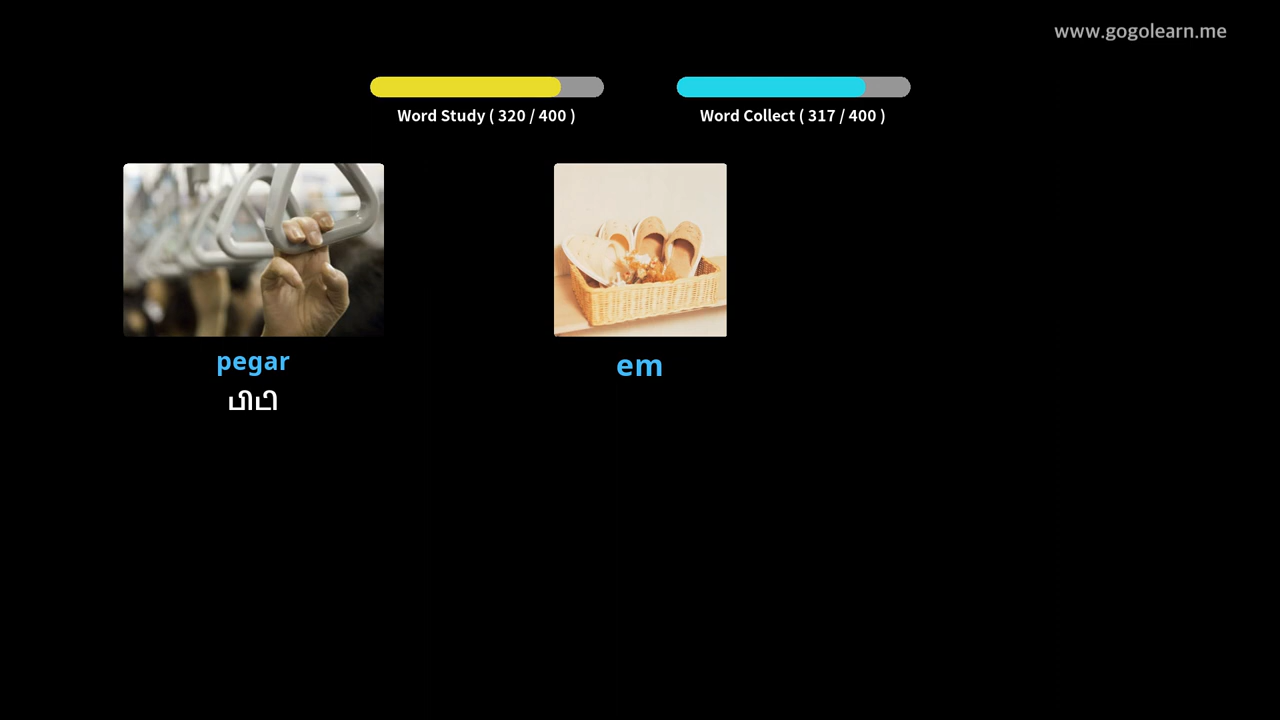 www.gogolearn.me
Word Study ( 320 / 400 )
Word Collect ( 317 / 400 )
pegar
பிடி
em